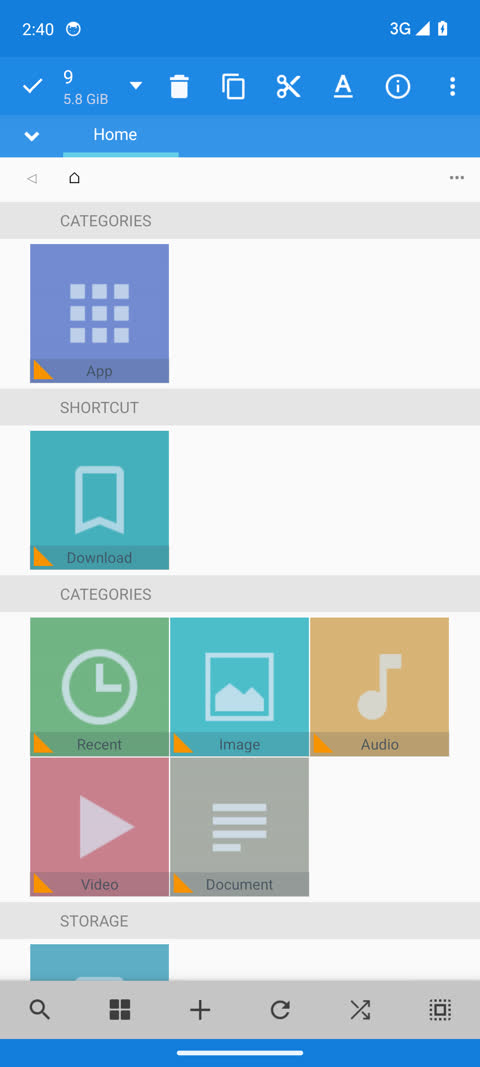 2:40
3G
9
5.8 GiB
A
Home
CATEGORIES
App
SHORTCUT
Download
CATEGORIES
Recent
Image
Audio
Video
Document
STORAGE